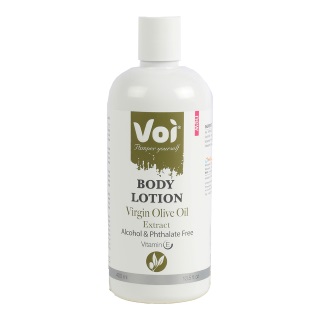 Voi
Pamper yourself
BODY
LOTION
Virgin Olive Oil
Extract
Alcohol & Phthalate Free
Vitamin E